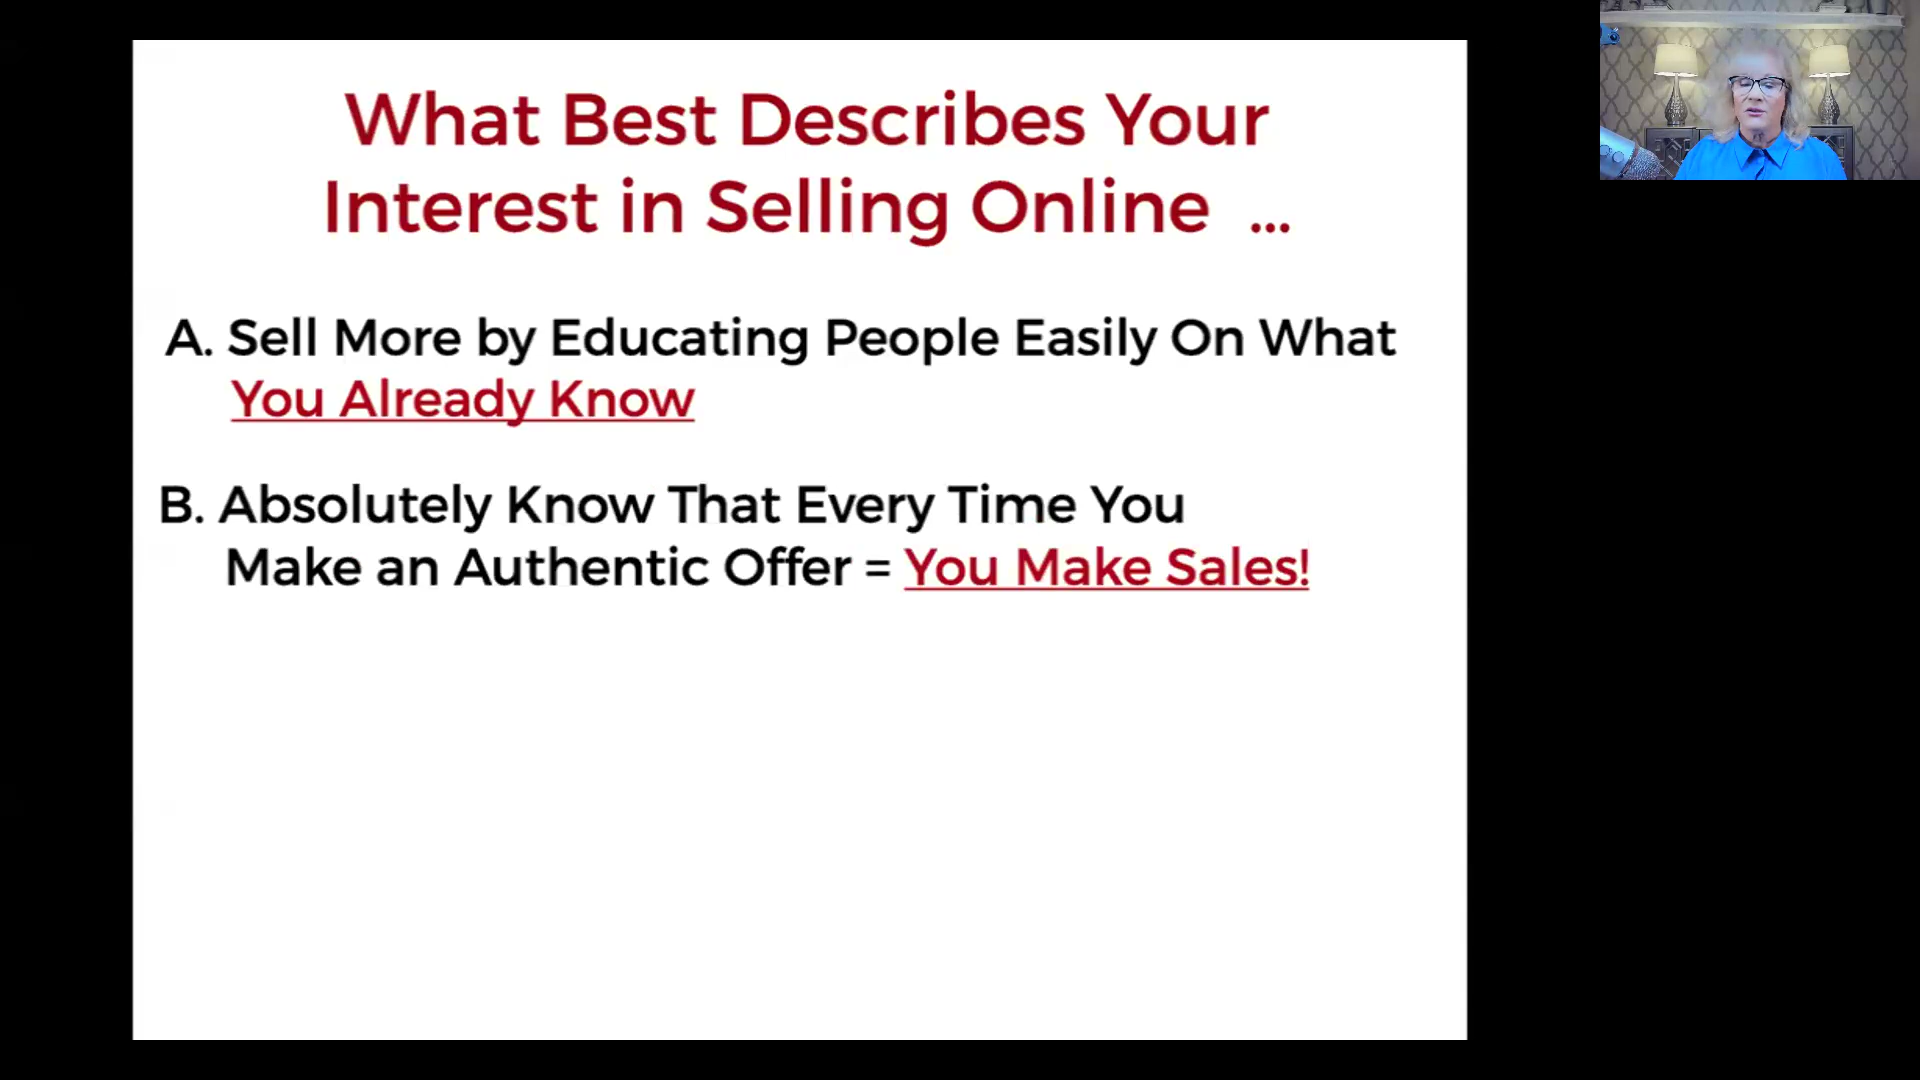 What Best Describes Your
Interest in Selling Online ...
A. Sell More by Educating People Easily On What
You Already Know
B. Absolutely Know That Every Time You
Make an Authentic Offer = You Make Sales!